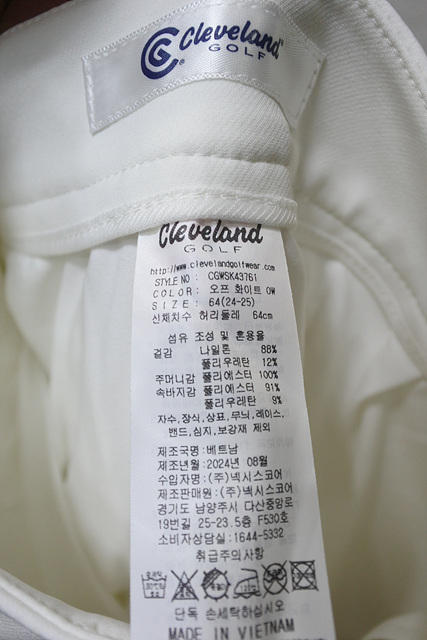 Cleveland®
GOLF
Cleveland
GOLF
http://www.clevelandgolfwear.com
STYLE NO : CGWSK43761
COLOR: 오프 화이트 OW
SIZE: 64(24-25)
신체치수 허리둘레 64cm
섬유 조성 및 혼용율
겉감 나일론 88%
폴리우레탄 12%
주머니감 폴리에스터 100%
속바지감 폴리에스터 91%
폴리우레탄 9%
자수,장식,상표,무늬,레이스,
밴드,심지,보강재 제외
제조국명:베트남
제조년월:2024년 08월
수입자명:(주)넥시스코어
제조판매원:(주)넥시스코어
경기도 남양주시 다산중앙로
19번길 25-23.5층 F530호
소비자상담실:1644-5332
취급주의사항
단독 손세탁하십시오
MADE IN VIETNAM